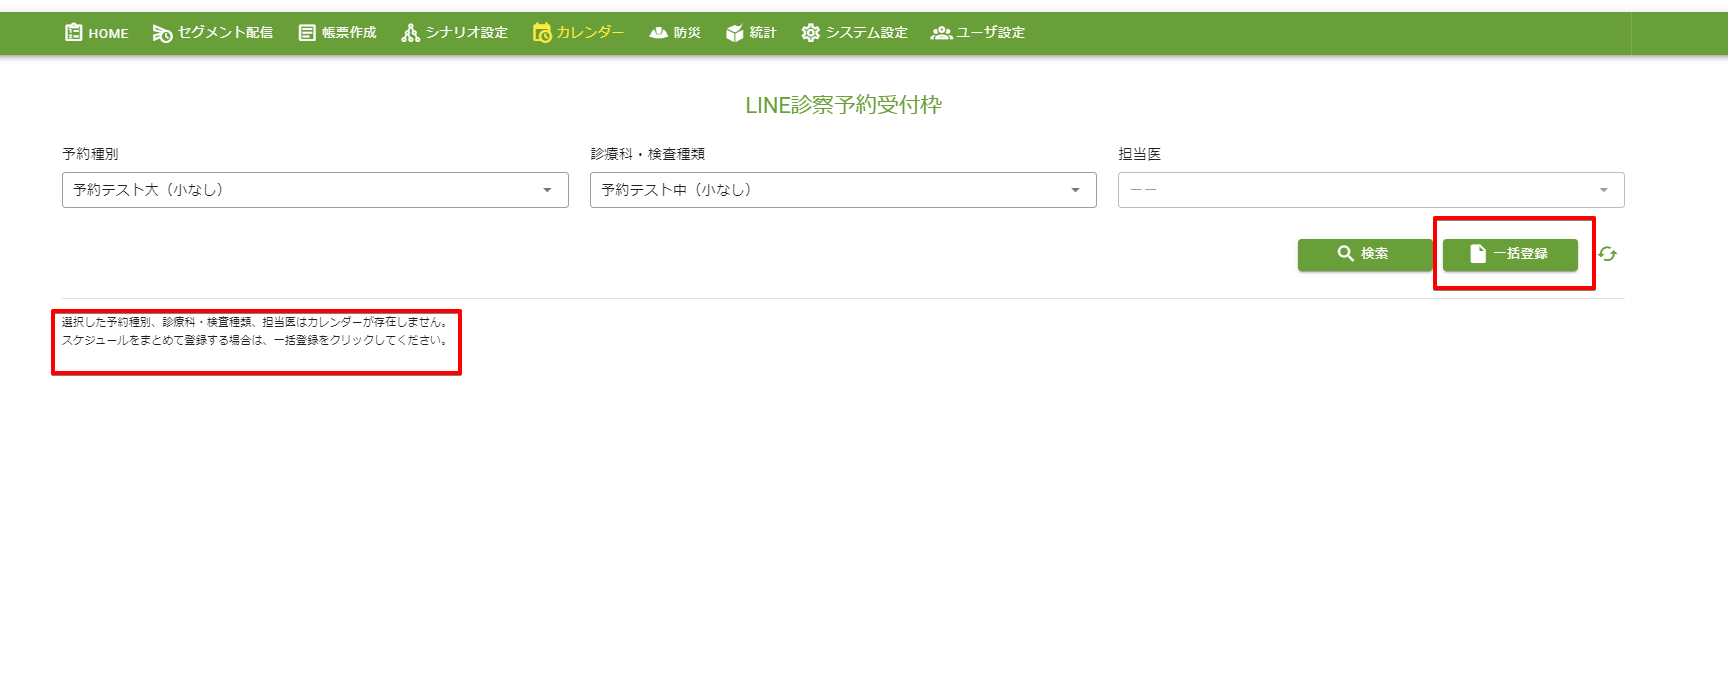 HOME セグメント配信 帳票作成 シナリオ設定 カレンダー 防災 統計 システム設定 ユーザ設定
LINE診察予約受付枠
予約種別 診療科・検査種類 担当医
予約テスト大（小なし） 予約テスト中（小なし） ーー
検索 一括登録
選択した予約種別、診療科・検査種類、担当医はカレンダーが存在しません。
スケジュールをまとめて登録する場合は、一括登録をクリックしてください。